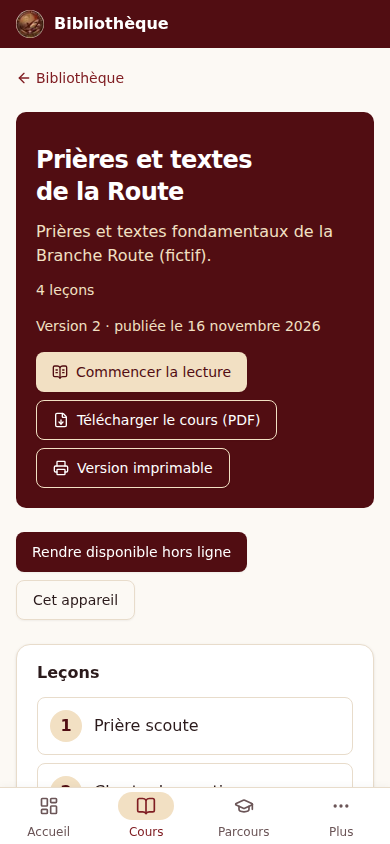 Bibliothèque
Bibliothèque
Prières et textes
de la Route
Prières et textes fondamentaux de la
Branche Route (fictif).
4 leçons
Version 2 · publiée le 16 novembre 2026
Commencer la lecture
Télécharger le cours (PDF)
Version imprimable
Rendre disponible hors ligne
Cet appareil
Leçons
1 Prière scoute
Accueil
Cours
Parcours
Plus